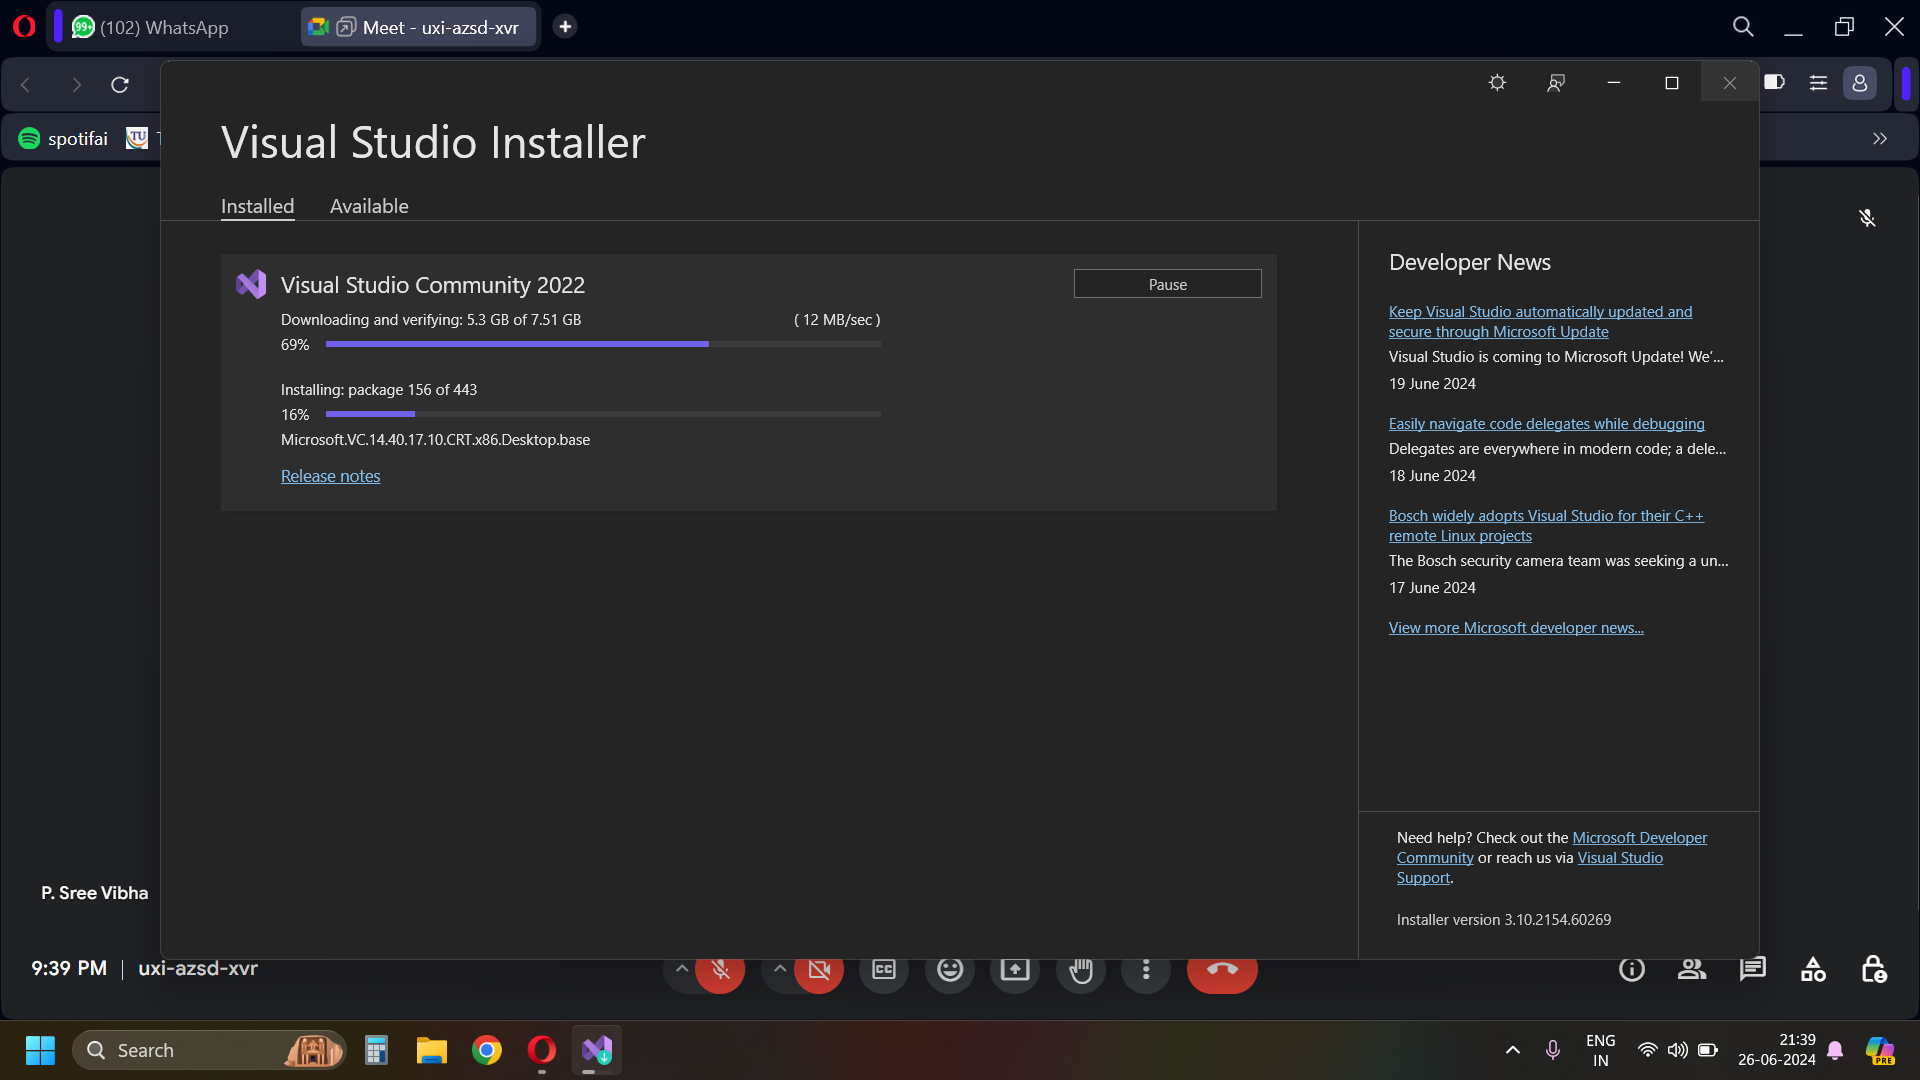 99+ (102) WhatsApp
Meet - uxi-azsd-xvr
spotifai
TU
Visual Studio Installer
Installed
Available
Visual Studio Community 2022
Pause
Downloading and verifying: 5.3 GB of 7.51 GB
( 12 MB/sec )
69%
Installing: package 156 of 443
16%
Microsoft.VC.14.40.17.10.CRT.x86.Desktop.base
Release notes
Developer News
Keep Visual Studio automatically updated and
secure through Microsoft Update
Visual Studio is coming to Microsoft Update! We’...
19 June 2024
Easily navigate code delegates while debugging
Delegates are everywhere in modern code; a dele...
18 June 2024
Bosch widely adopts Visual Studio for their C++
remote Linux projects
The Bosch security camera team was seeking a un...
17 June 2024
View more Microsoft developer news...
Need help? Check out the Microsoft Developer
Community or reach us via Visual Studio
Support.
Installer version 3.10.2154.60269
P. Sree Vibha
9:39 PM | uxi-azsd-xvr
CC
Search
ENG
IN
21:39
26-06-2024
PRE